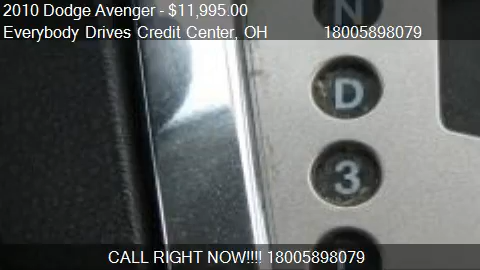 2010 Dodge Avenger - $11,995.00
Everybody Drives Credit Center, OH 18005898079
N
D
3
CALL RIGHT NOW!!!! 18005898079